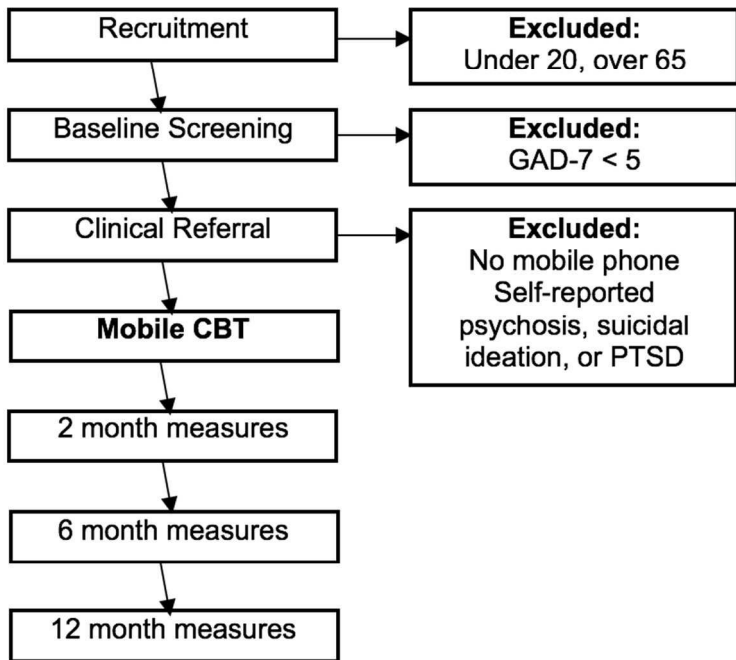 Recruitment
Excluded:
Under 20, over 65
Baseline Screening
Excluded:
GAD-7 < 5
Clinical Referral
Excluded:
No mobile phone
Self-reported
psychosis, suicidal
ideation, or PTSD
Mobile CBT
2 month measures
6 month measures
12 month measures